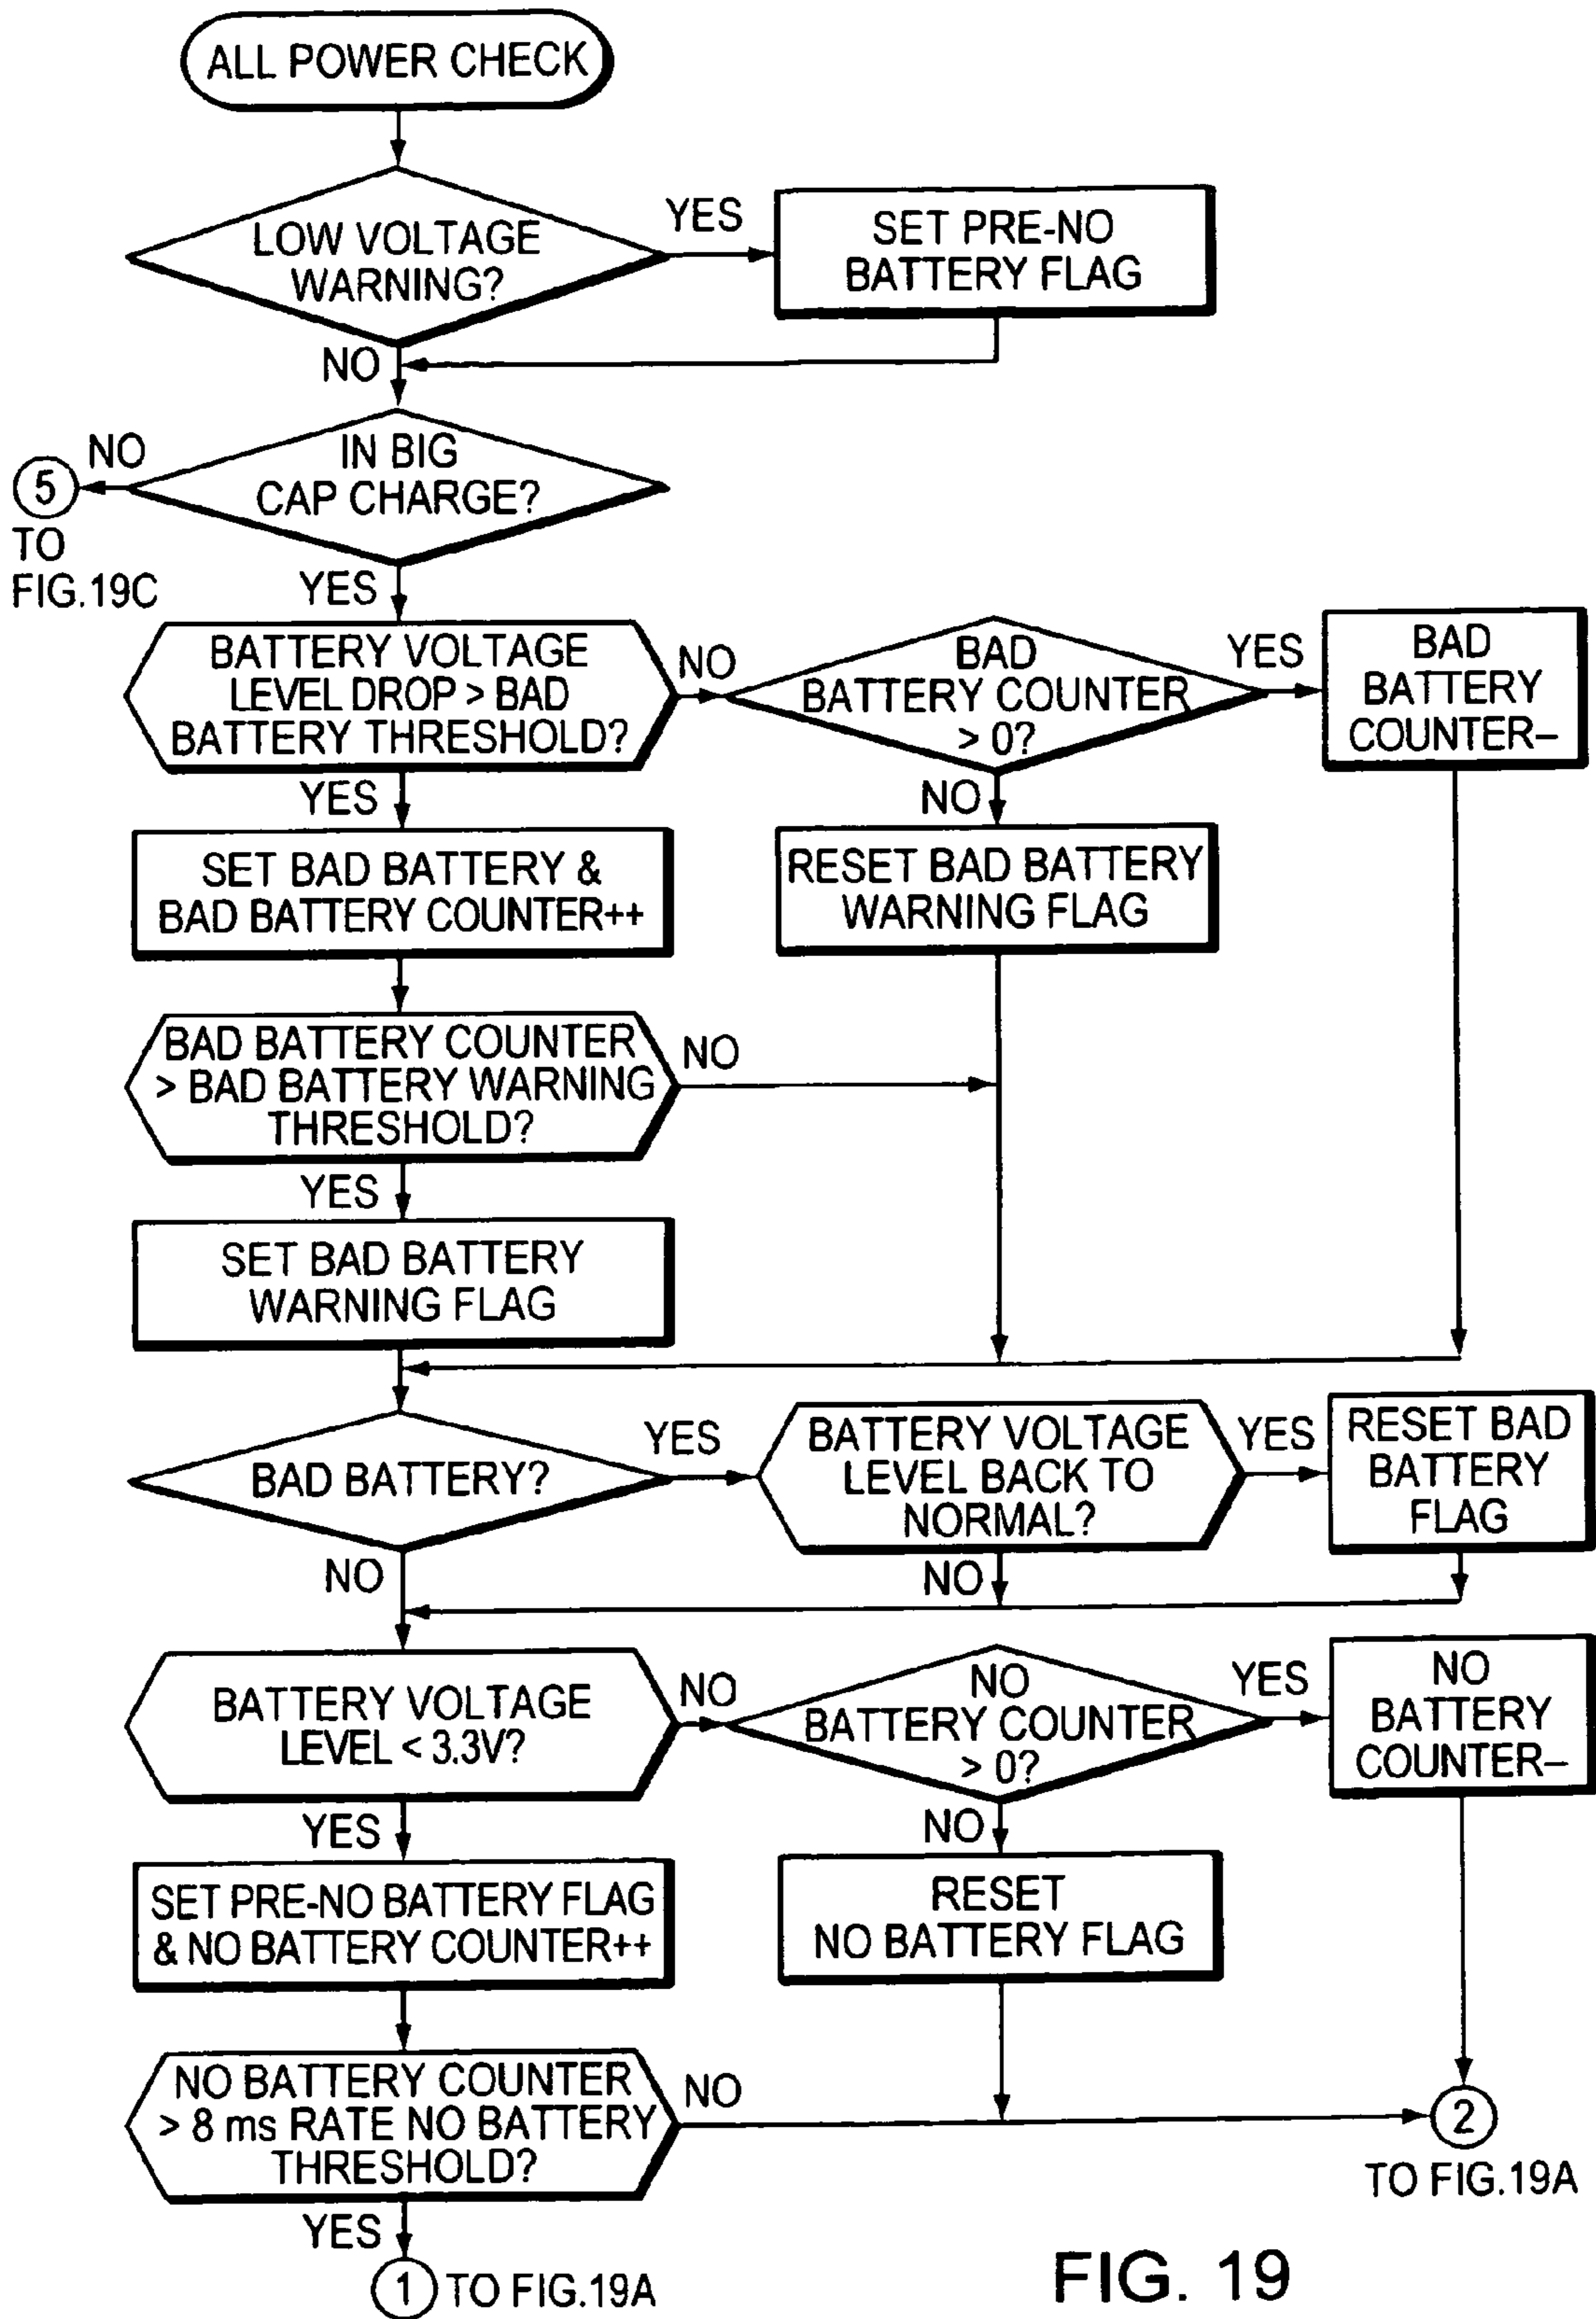 ALL POWER CHECK
LOW VOLTAGE
WARNING?
YES
SET PRE-NO
BATTERY FLAG
NO
IN BIG
CAP CHARGE?
NO
5
TO
FIG.19C
YES
BATTERY VOLTAGE
LEVEL DROP > BAD
BATTERY THRESHOLD?
NO
BAD
BATTERY COUNTER
> 0?
YES
BAD
BATTERY
COUNTER–
YES
NO
SET BAD BATTERY &
BAD BATTERY COUNTER++
RESET BAD BATTERY
WARNING FLAG
BAD BATTERY COUNTER
> BAD BATTERY WARNING
THRESHOLD?
NO
YES
SET BAD BATTERY
WARNING FLAG
BAD BATTERY?
YES
BATTERY VOLTAGE
LEVEL BACK TO
NORMAL?
YES
RESET BAD
BATTERY
FLAG
NO
NO
BATTERY VOLTAGE
LEVEL < 3.3V?
NO
NO
BATTERY COUNTER
> 0?
YES
NO
BATTERY
COUNTER–
YES
NO
SET PRE-NO BATTERY FLAG
& NO BATTERY COUNTER++
RESET
NO BATTERY FLAG
NO BATTERY COUNTER
> 8 ms RATE NO BATTERY
THRESHOLD?
NO
2
TO FIG.19A
YES
1 TO FIG.19A
FIG. 19